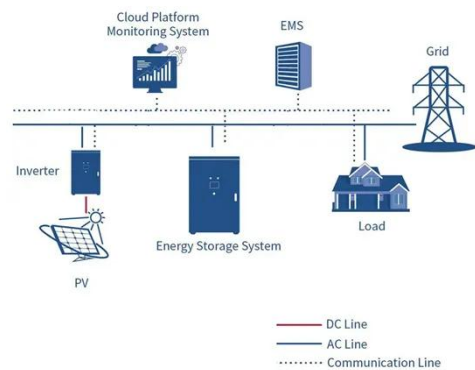 Cloud Platform
Monitoring System
EMS
Grid
Inverter
Energy Storage System
Load
PV
DC Line
AC Line
Communication Line